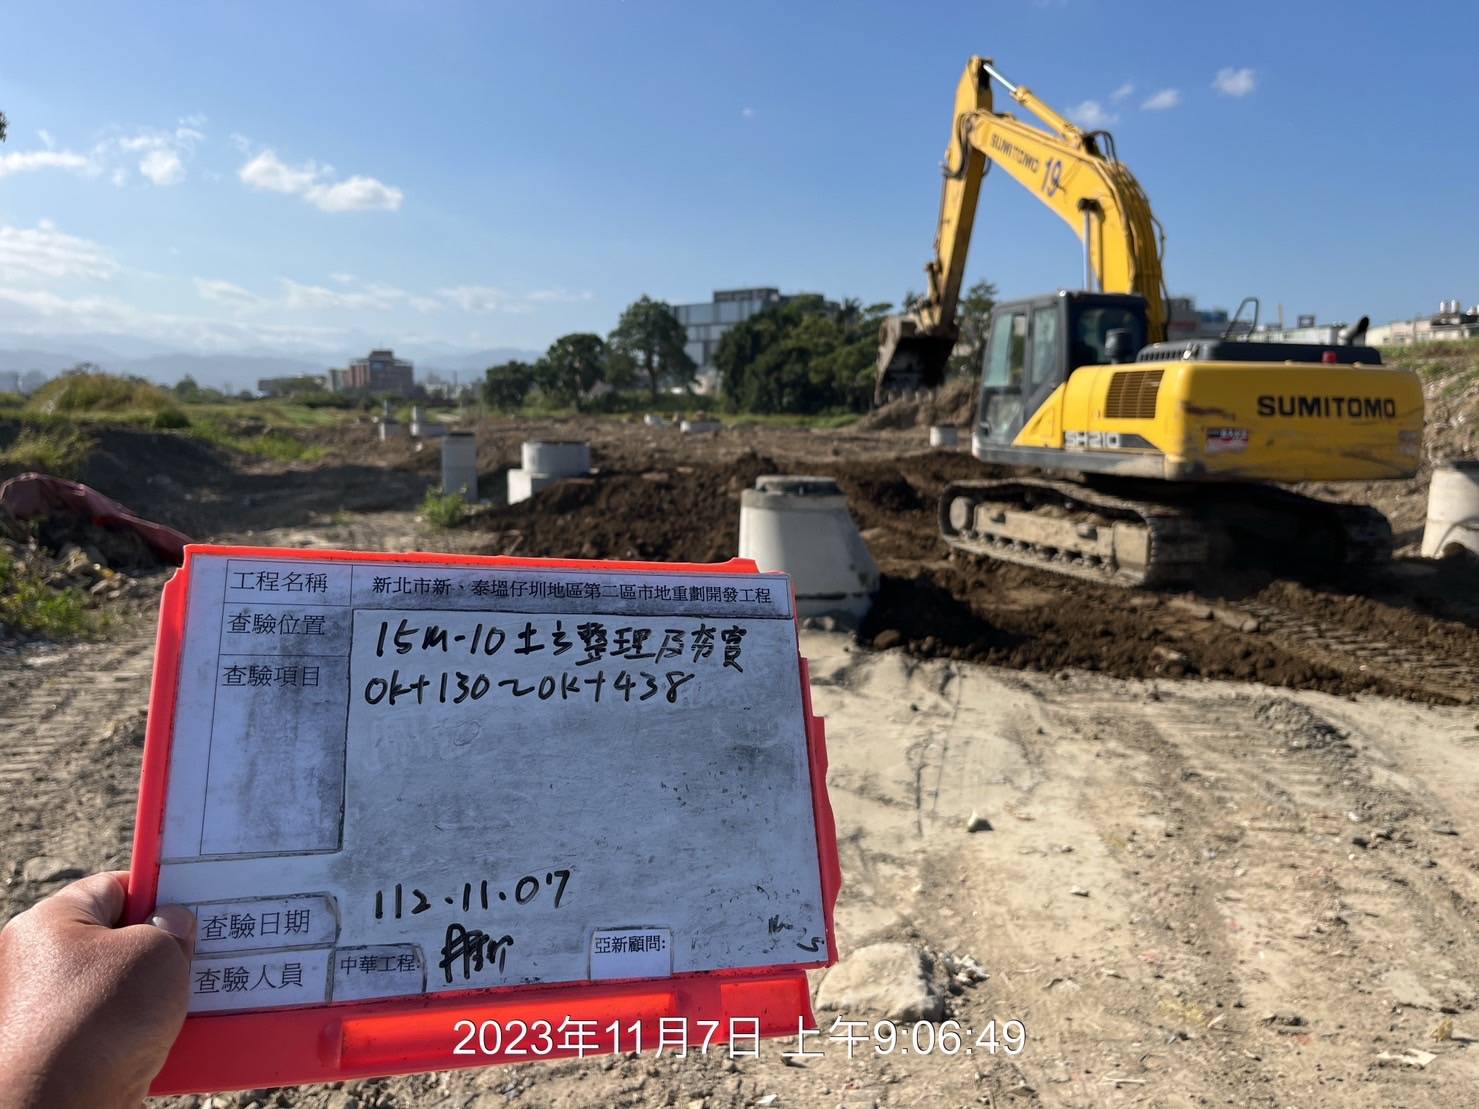 SUMITOMO 19
SUMITOMO
SH210
工程名稱 新北市新、泰塭仔圳地區第二區市地重劃開發工程
查驗位置 15M-10土方整理及夯實
查驗項目 0K+130~0K+438
查驗日期 112.11.07
查驗人員 中華工程: 亞新顧問:
2023年11月7日 上午9:06:49